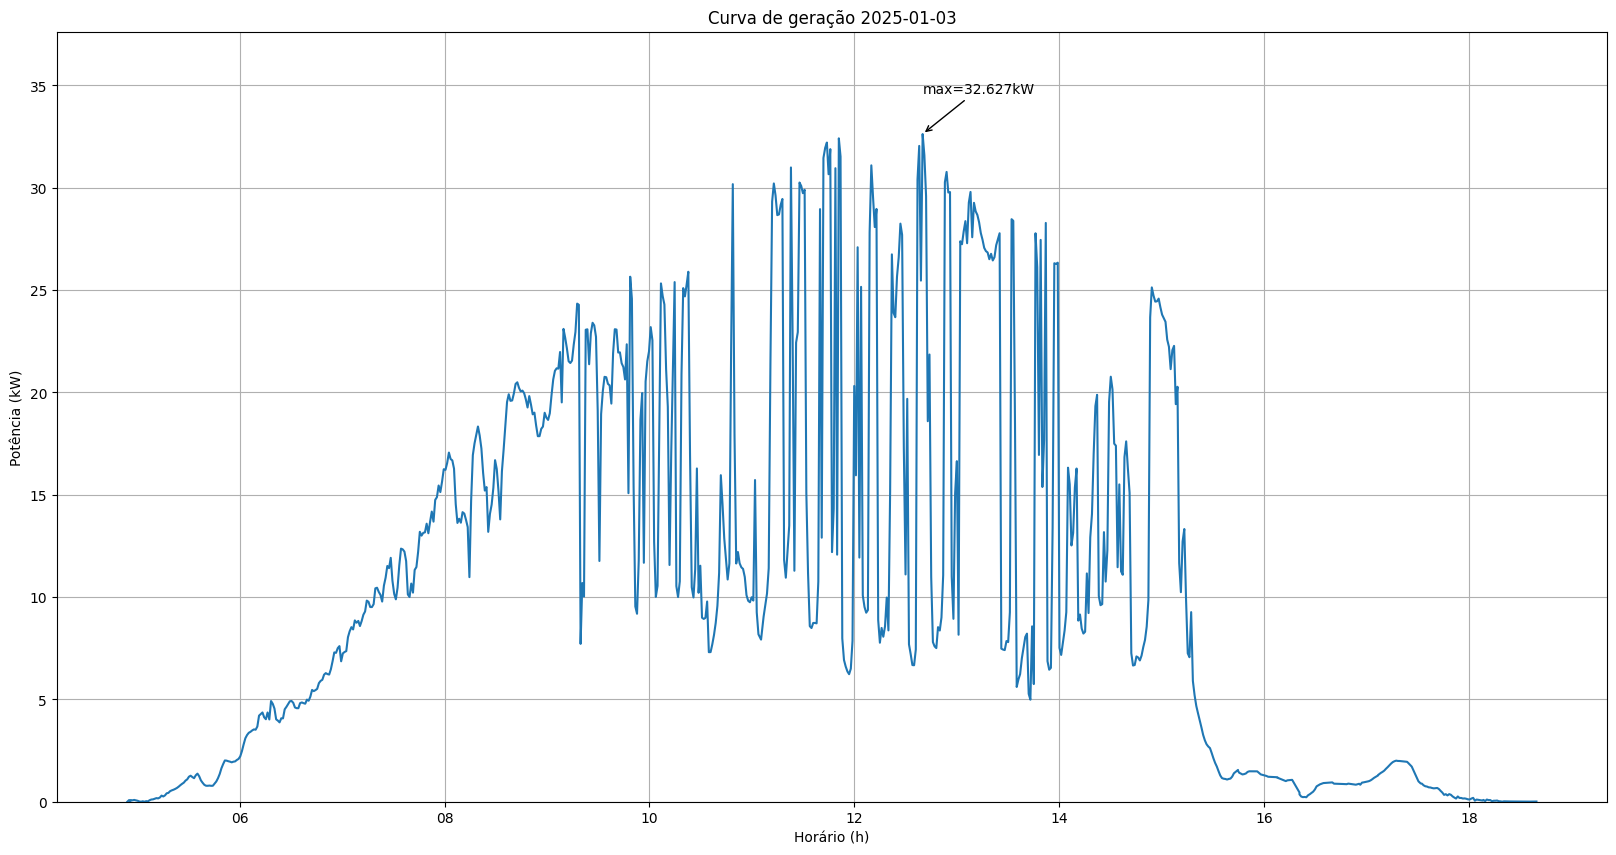 Curva de geração 2025-01-03
max=32.627kW
Potência (kW)
35
30
25
20
15
10
5
0
06 08 10 12 14 16 18
Horário (h)